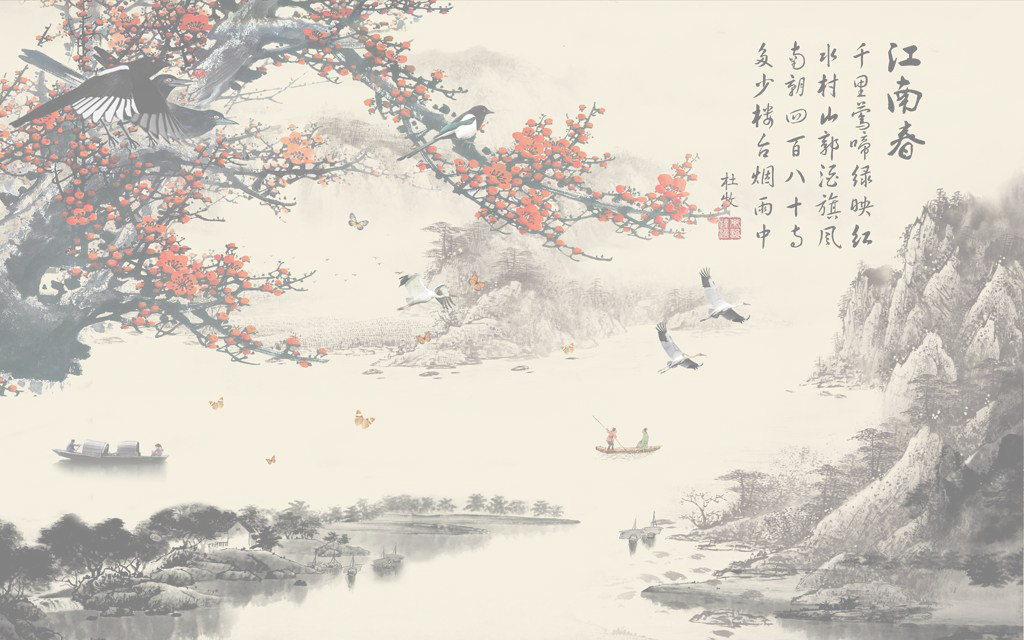 江南春
千里莺啼绿映红
水村山郭酒旗风
南朝四百八十寺
多少楼台烟雨中
杜牧